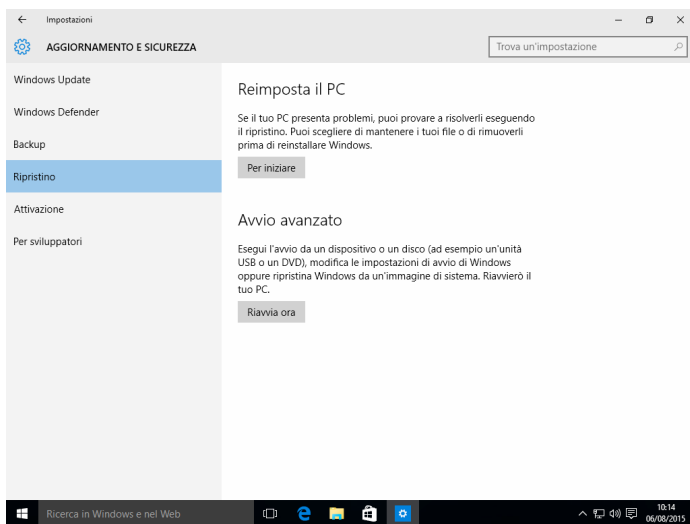 Impostazioni
AGGIORNAMENTO E SICUREZZA
Trova un'impostazione
Windows Update
Windows Defender
Backup
Ripristino
Attivazione
Per sviluppatori
Reimposta il PC
Se il tuo PC presenta problemi, puoi provare a risolverli eseguendo
il ripristino. Puoi scegliere di mantenere i tuoi file o di rimuoverli
prima di reinstallare Windows.
Per iniziare
Avvio avanzato
Esegui l'avvio da un dispositivo o un disco (ad esempio un'unità
USB o un DVD), modifica le impostazioni di avvio di Windows
oppure ripristina Windows da un'immagine di sistema. Riavvierò il
tuo PC.
Riavvia ora
Ricerca in Windows e nel Web
10:14
06/08/2015